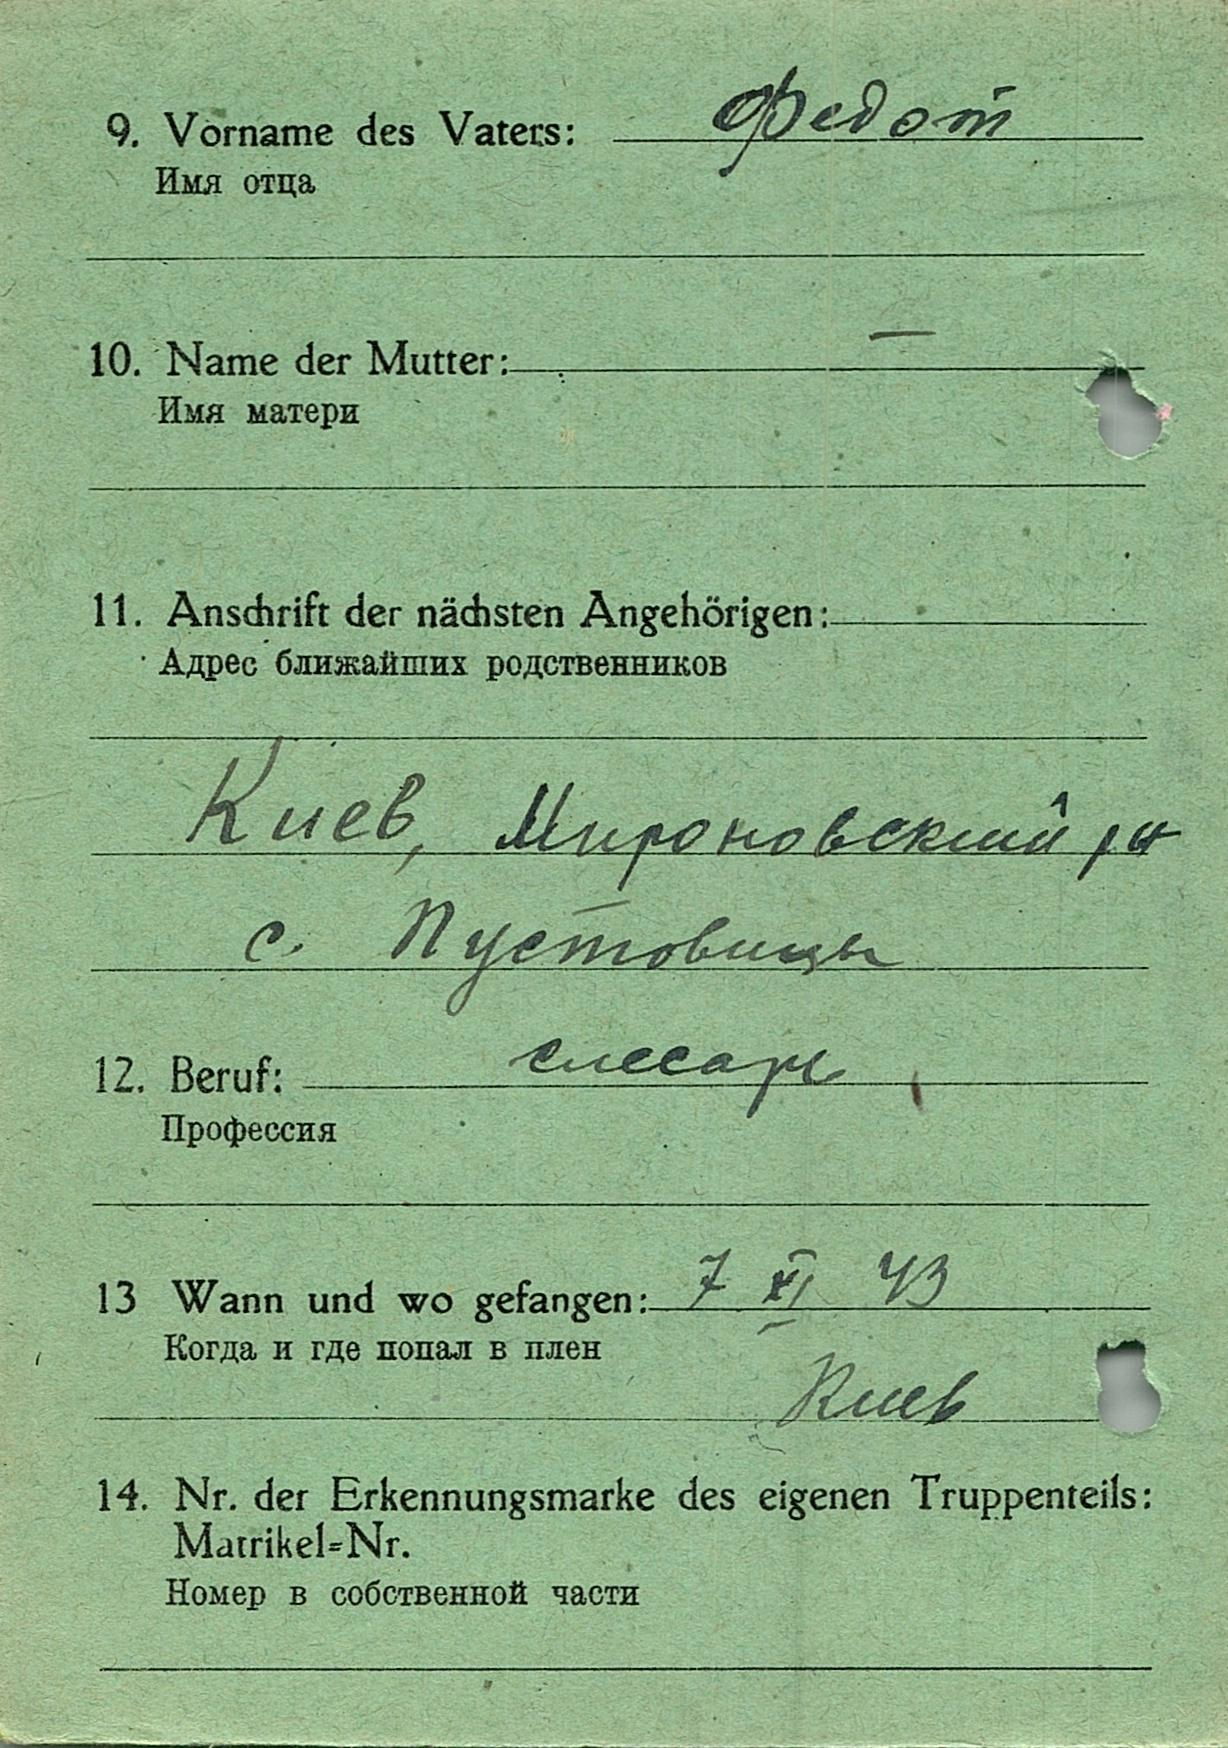 9. Vorname des Vaters: Федот
Имя отца
10. Name der Mutter: —
Имя матери
11. Anschrift der nächsten Angehörigen:
Адрес ближайших родственников
Киев, Мироновский рн
с. Пустовицы
12. Beruf: слесарь
Профессия
13 Wann und wo gefangen: 7 XI 43
Когда и где попал в плен
Киев
14. Nr. der Erkennungsmarke des eigenen Truppenteils:
Matrikel=Nr.
Номер в собственной части